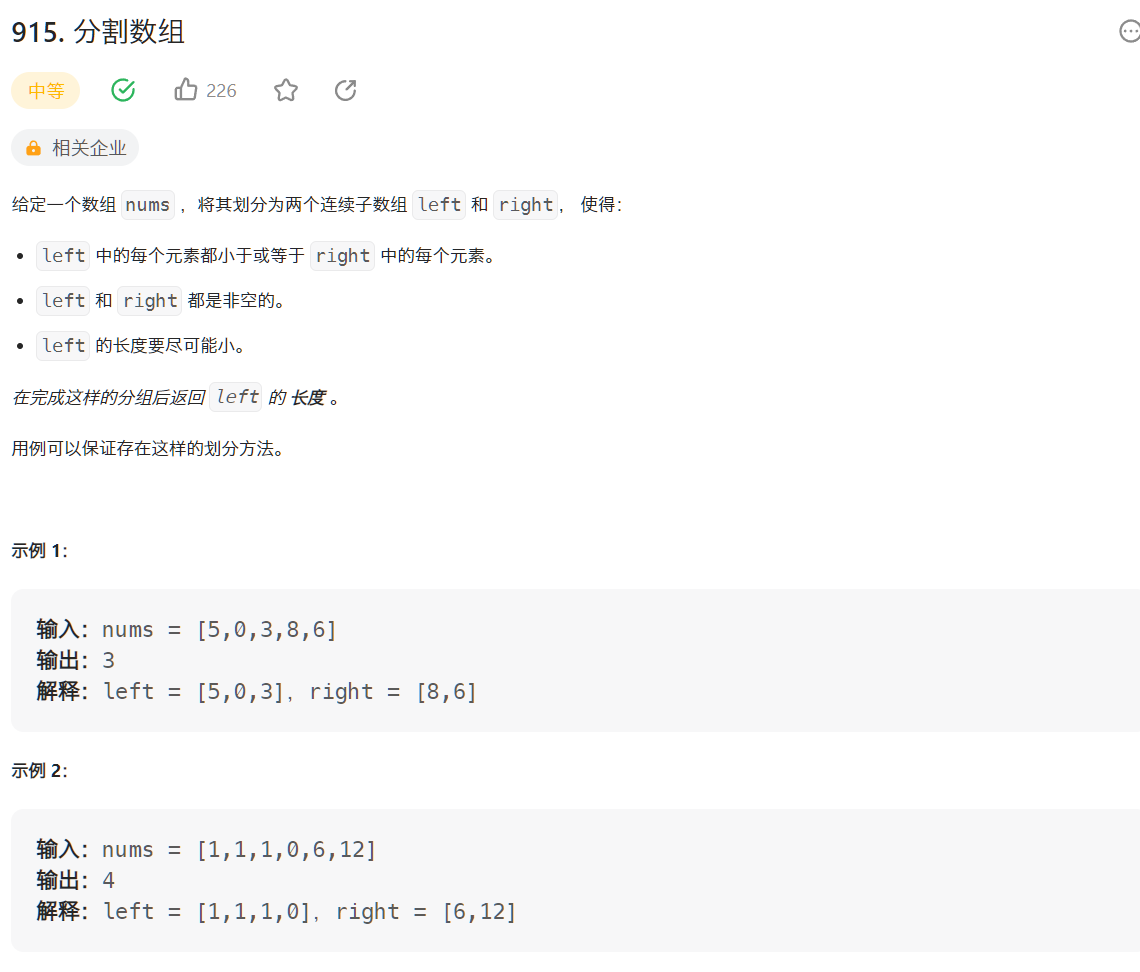 915. 分割数组
中等 226
相关企业
给定一个数组 nums ，将其划分为两个连续子数组 left 和 right， 使得：
left 中的每个元素都小于或等于 right 中的每个元素。
left 和 right 都是非空的。
left 的长度要尽可能小。
在完成这样的分组后返回 left 的 长度 。
用例可以保证存在这样的划分方法。
示例 1：
输入：nums = [5,0,3,8,6]
输出：3
解释：left = [5,0,3]，right = [8,6]
示例 2：
输入：nums = [1,1,1,0,6,12]
输出：4
解释：left = [1,1,1,0]，right = [6,12]